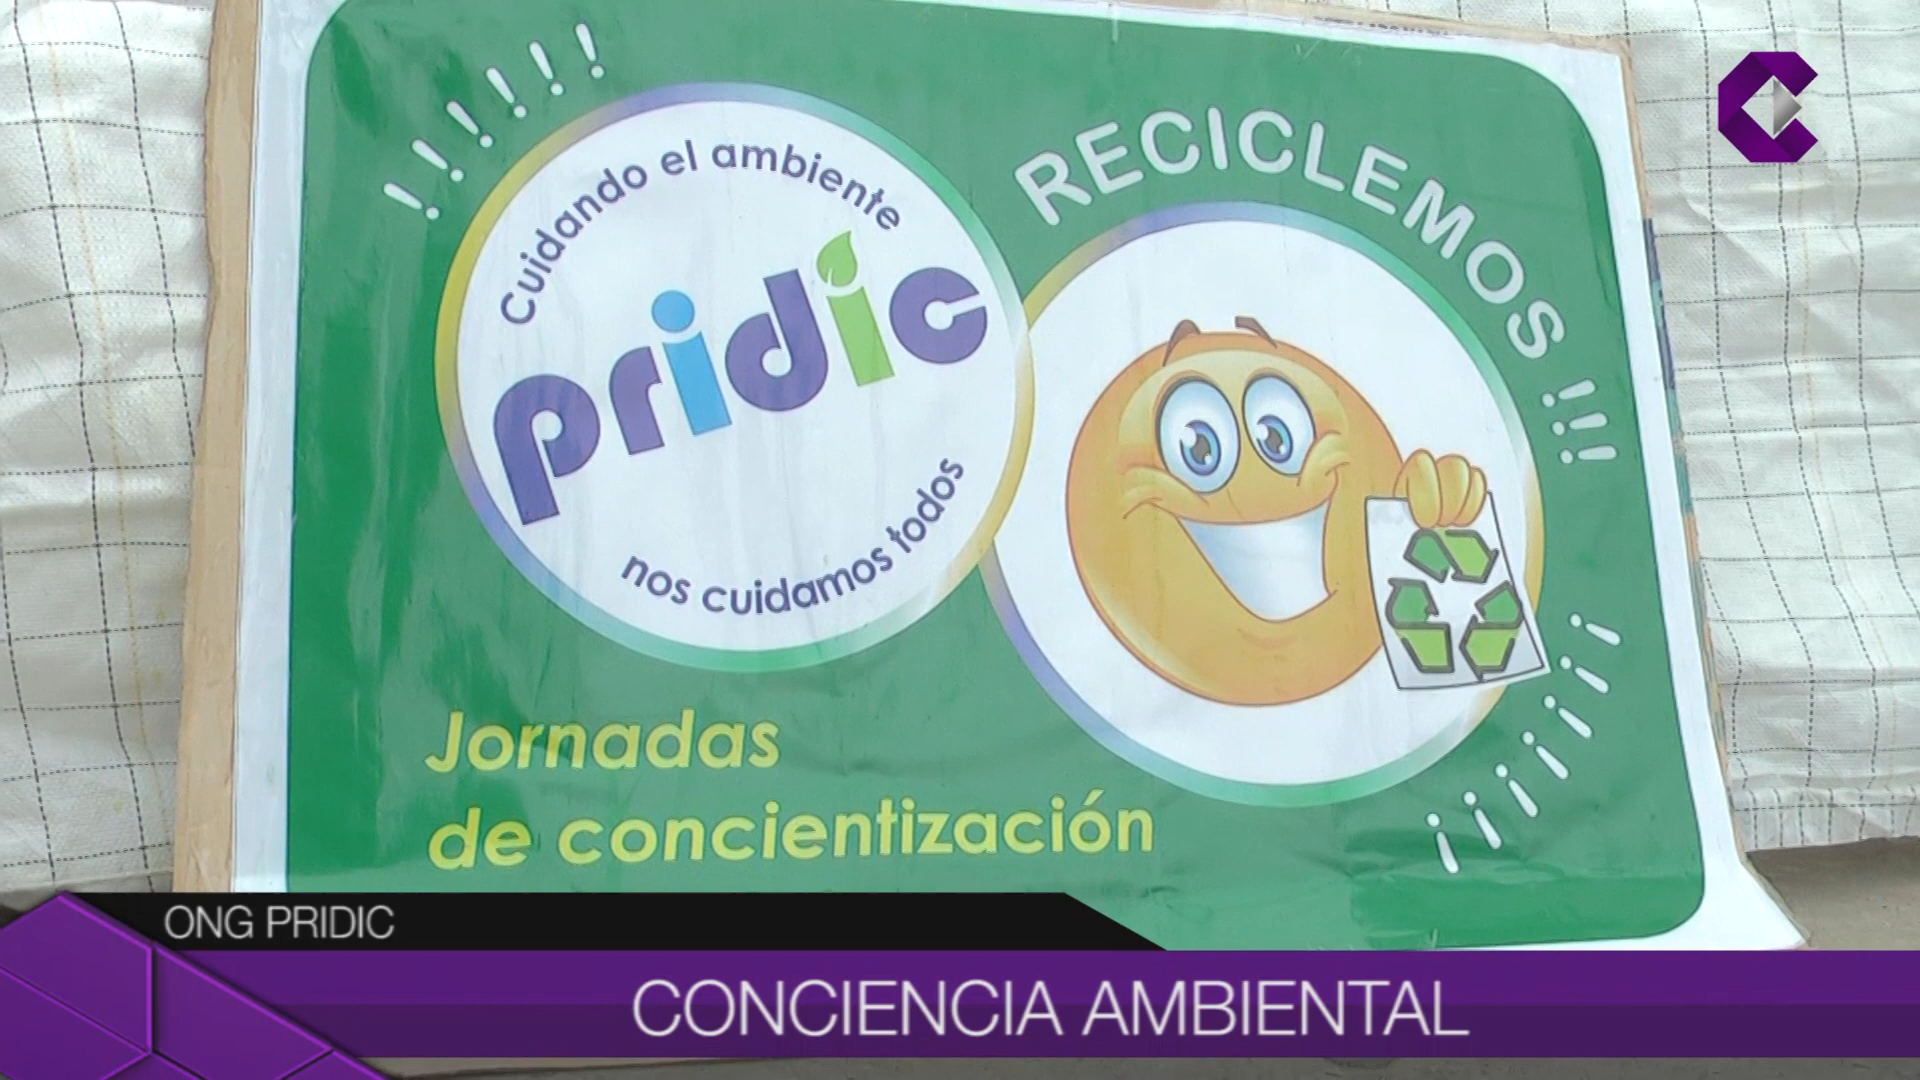 Cuidando el ambiente
pridic
nos cuidamos todos
RECICLEMOS !!!
Jornadas
de concientización
ONG PRIDIC
CONCIENCIA AMBIENTAL